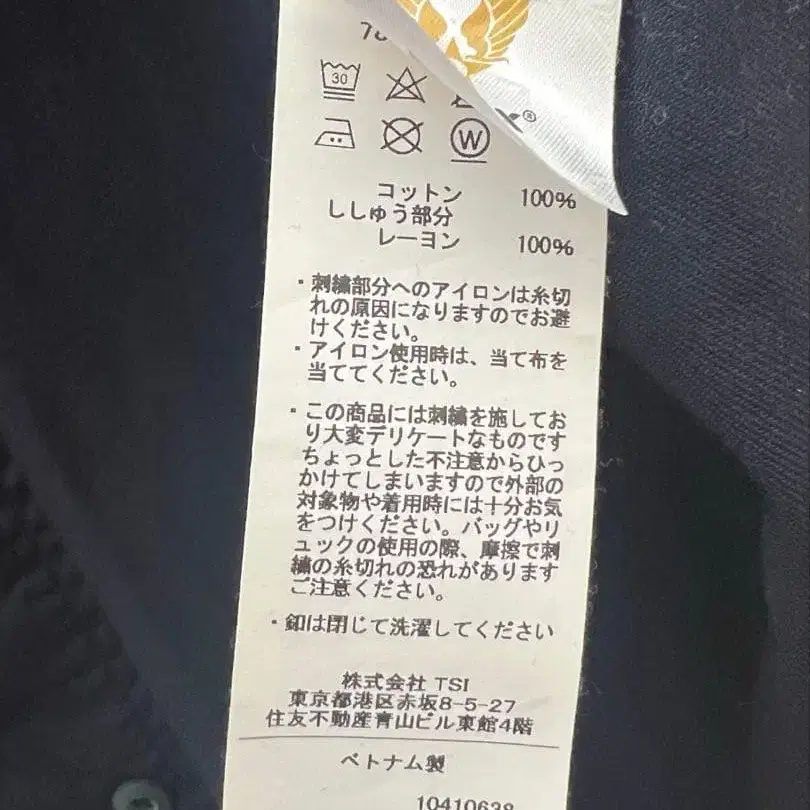 30
W
®
コットン 100%
ししゅう部分
レーヨン 100%
・刺繍部分へのアイロンは糸切
れの原因になりますのでお避
けください。
・アイロン使用時は、当て布を
当ててください。
・この商品には刺繍を施してお
り大変デリケートなものです
ちょっとした不注意からひっ
かけてしまいますので外部の
対象物や着用時には十分お気
をつけください。バッグやリ
ュックの使用の際、摩擦で刺
繍の糸切れの恐れがあります
ご注意ください。
・釦は閉じて洗濯してください
株式会社 TSI
東京都港区赤坂8-5-27
住友不動産青山ビル東館4階
ベトナム製
10410638